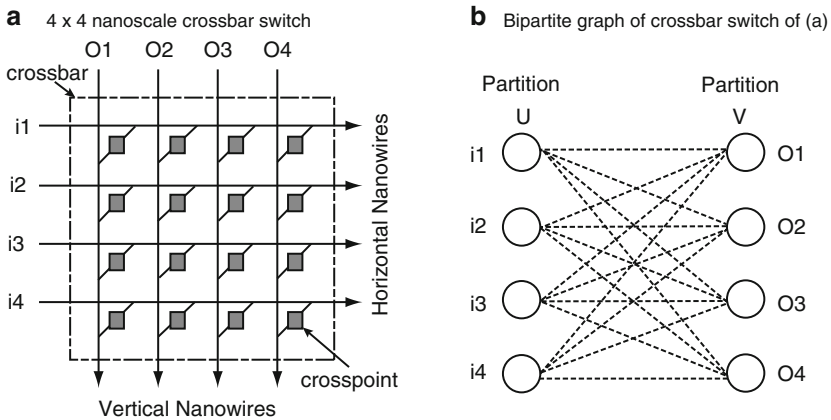 a 4 x 4 nanoscale crossbar switch
O1 O2 O3 O4
crossbar
i1
i2
i3
i4
Horizontal Nanowires
crosspoint
Vertical Nanowires
b Bipartite graph of crossbar switch of (a)
Partition Partition
U V
i1 O1
i2 O2
i3 O3
i4 O4